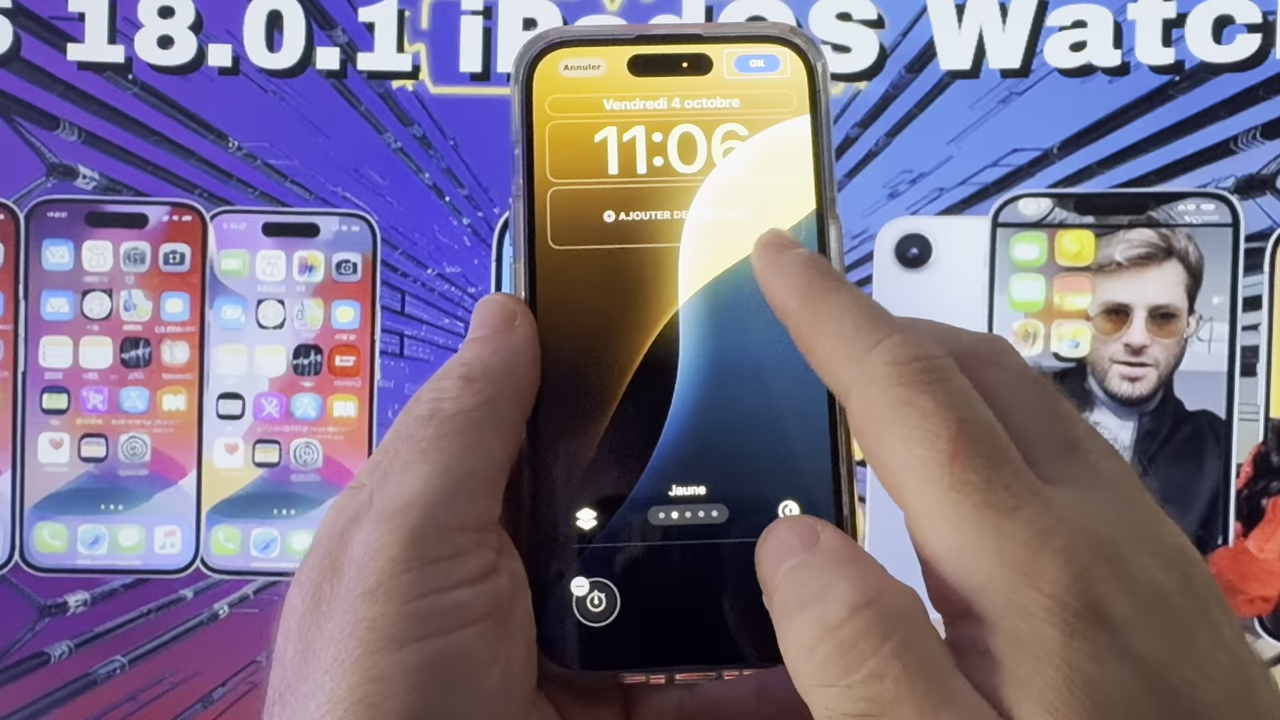 18.0.1 iPadOS Watc
Annuler
OK
Vendredi 4 octobre
11:06
AJOUTER DE
Jaune